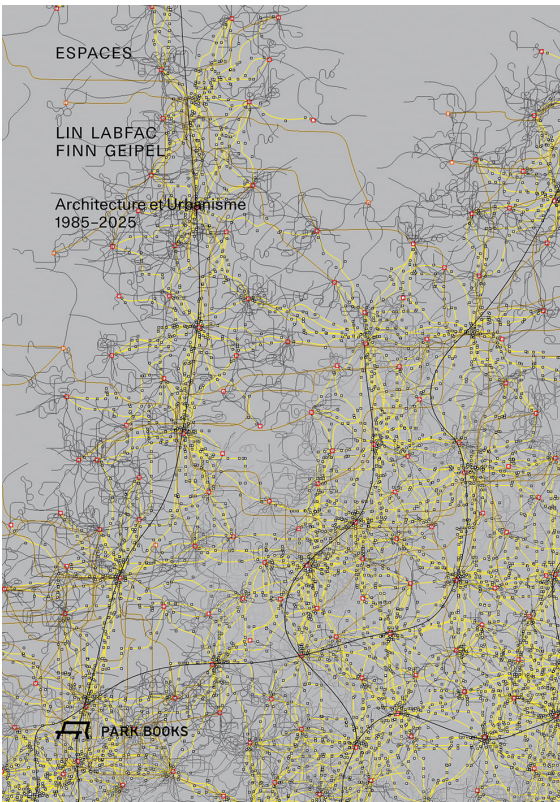 ESPACES
LIN LABFAC
FINN GEIPEL
Architecture et Urbanisme
1985–2025
PARK BOOKS